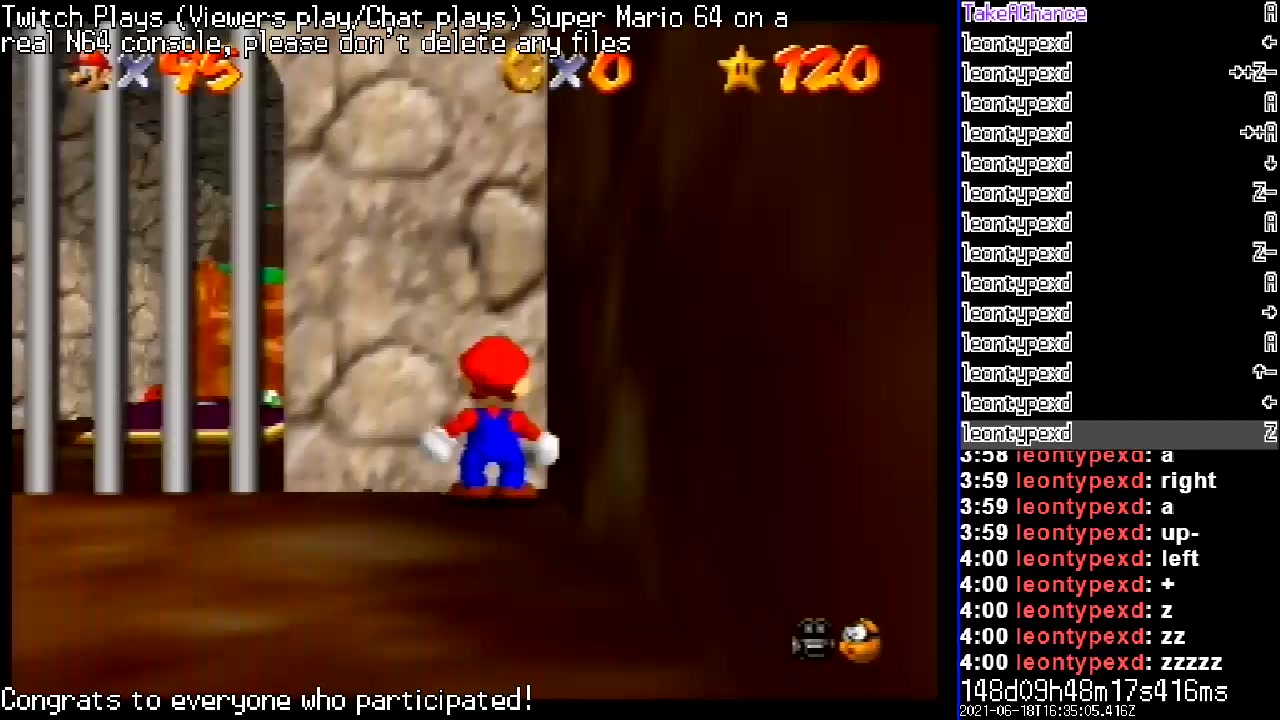 Twitch Plays (Viewers play/Chat plays) Super Mario 64 on a
real N64 console, please don't delete any files
×45
×0
120
TakeAChance A
leontypexd ←
leontypexd →+Z-
leontypexd A
leontypexd →+A
leontypexd ↓
leontypexd Z-
leontypexd A
leontypexd Z-
leontypexd A
leontypexd →
leontypexd A
leontypexd ↑-
leontypexd ←
leontypexd Z
3:58 leontypexd: a
3:59 leontypexd: right
3:59 leontypexd: a
3:59 leontypexd: up-
4:00 leontypexd: left
4:00 leontypexd: +
4:00 leontypexd: z
4:00 leontypexd: zz
4:00 leontypexd: zzzzz
148d09h48m17s416ms
2021-06-18T16:35:05.416Z
Congrats to everyone who participated!